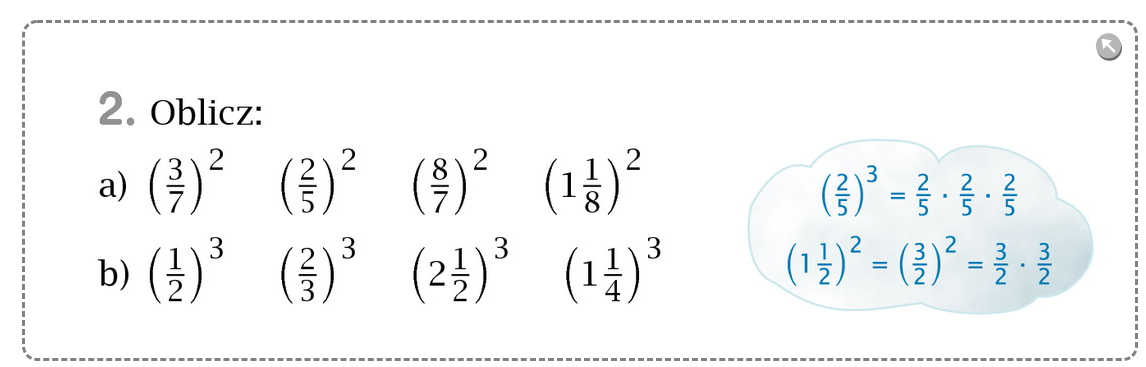 2. Oblicz:
a) (3/7)² (2/5)² (8/7)² (1 1/8)²
b) (1/2)³ (2/3)³ (2 1/2)³ (1 1/4)³
(2/5)³ = 2/5 · 2/5 · 2/5
(1 1/2)² = (3/2)² = 3/2 · 3/2